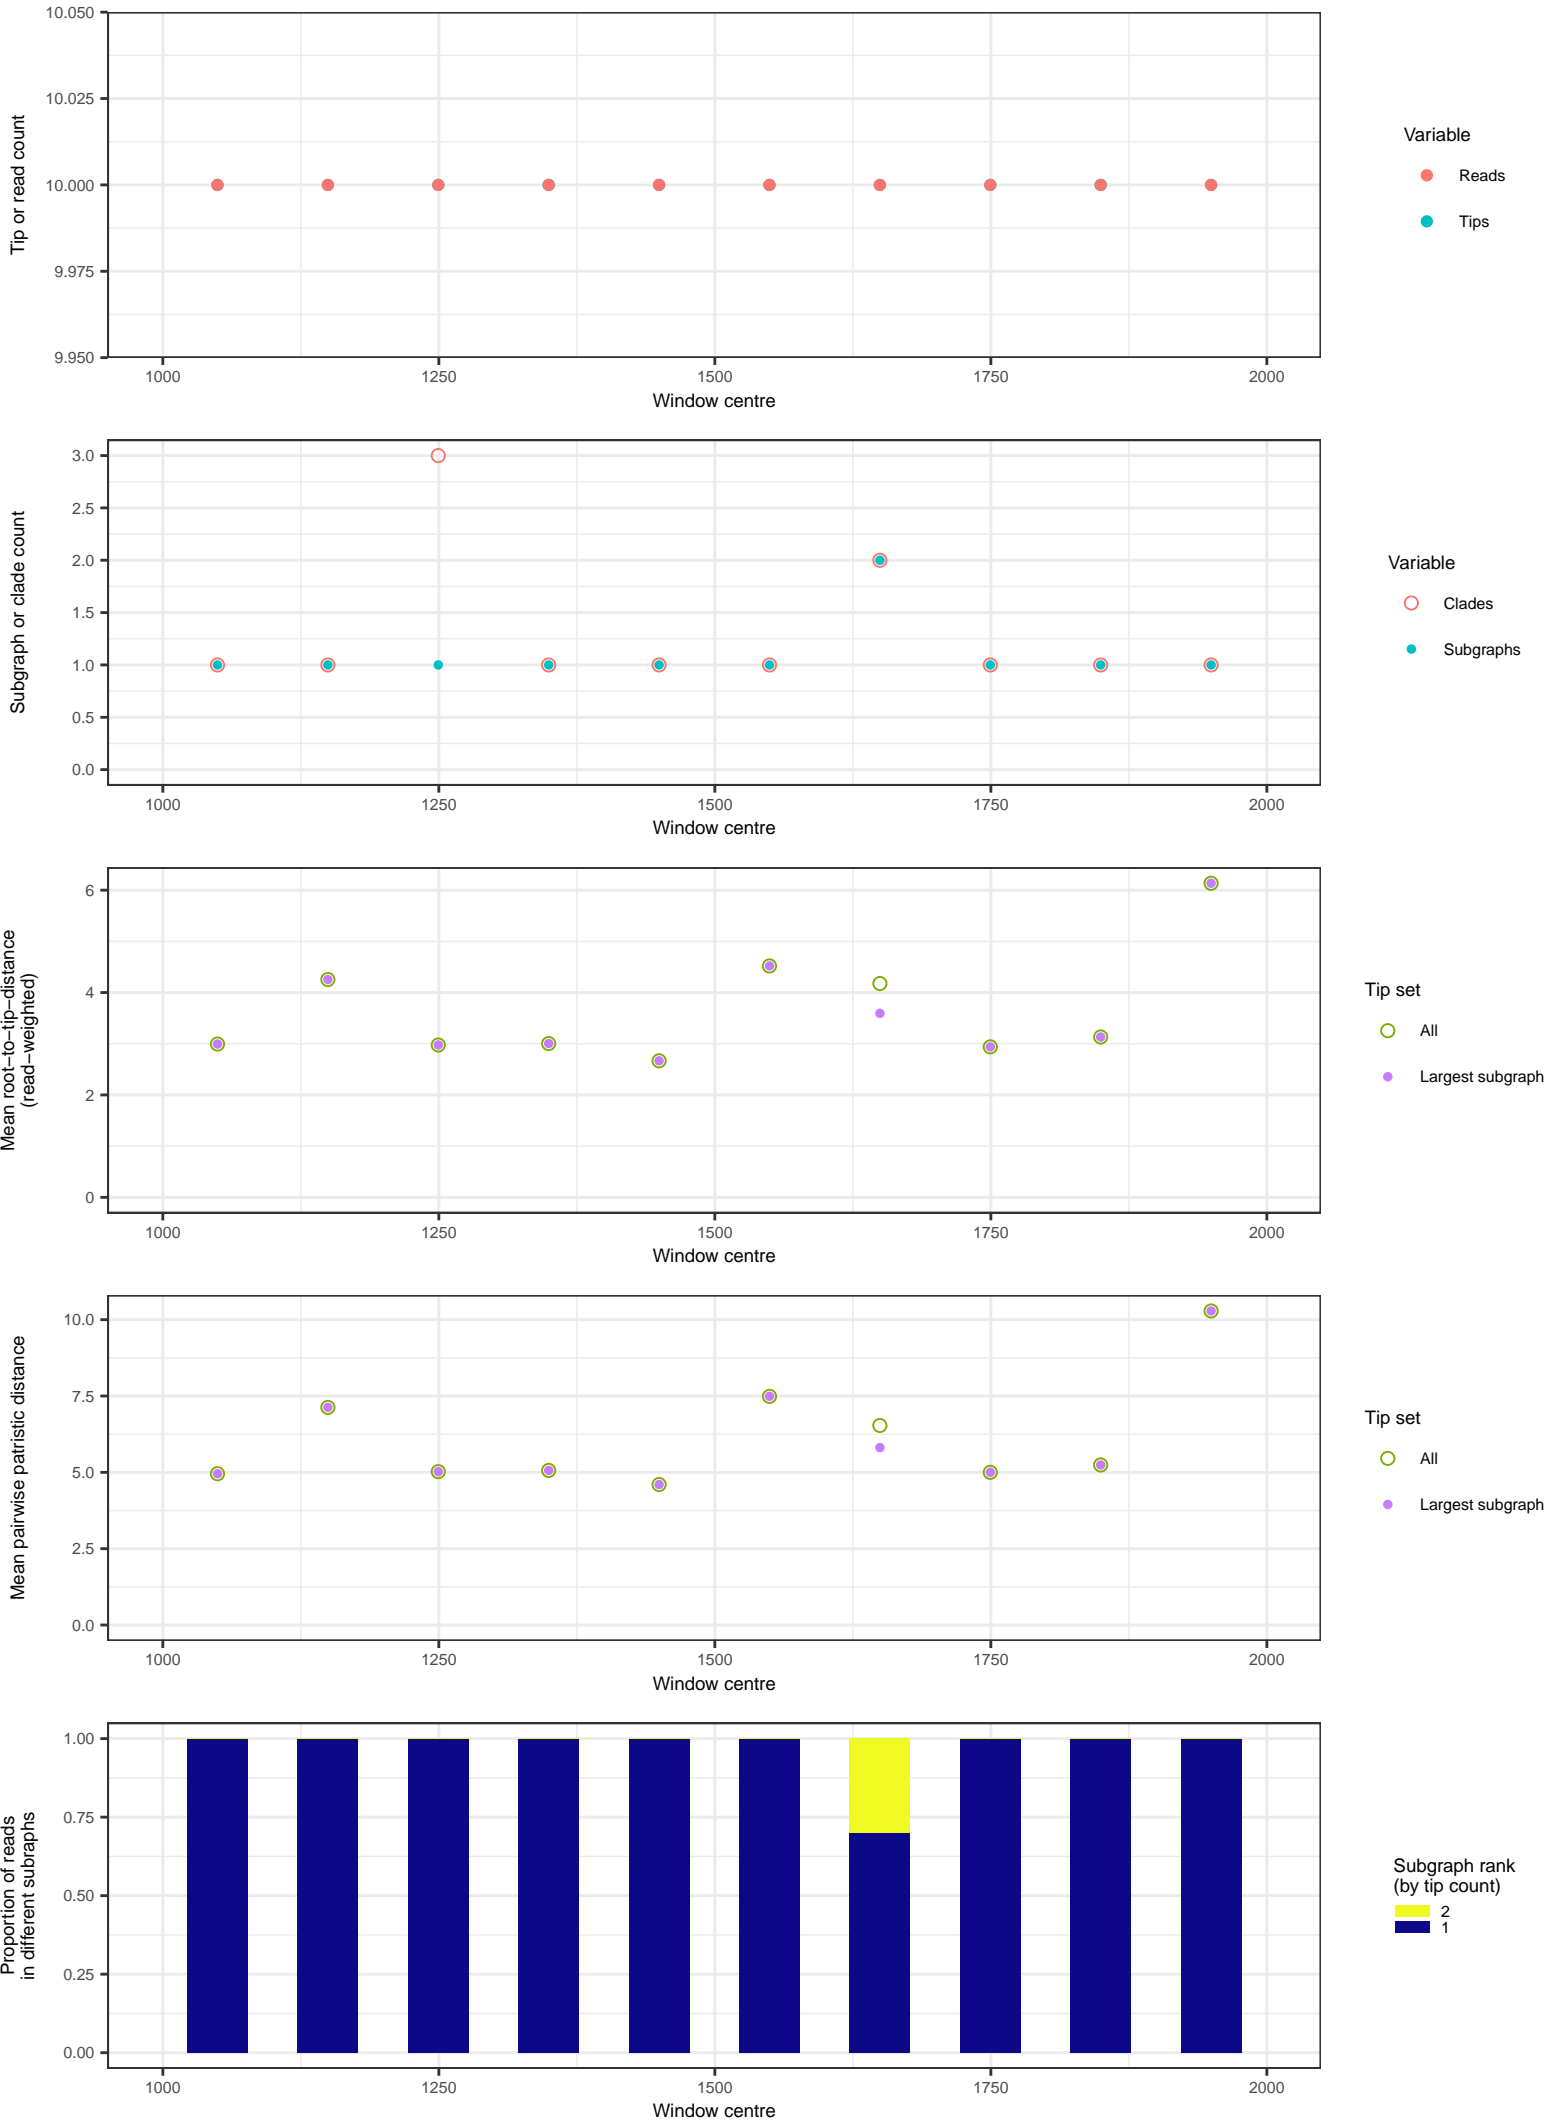 10.050
10.025
10.000
9.975
9.950
Tip or read count
1000 1250 1500 1750 2000
Window centre
Variable
Reads
Tips
3.0
2.5
2.0
1.5
1.0
0.5
0.0
Subgraph or clade count
1000 1250 1500 1750 2000
Window centre
Variable
Clades
Subgraphs
6
4
2
0
Mean root−to−tip−distance
(read−weighted)
1000 1250 1500 1750 2000
Window centre
Tip set
All
Largest subgraph
10.0
7.5
5.0
2.5
0.0
Mean pairwise patristic distance
1000 1250 1500 1750 2000
Window centre
Tip set
All
Largest subgraph
1.00
0.75
0.50
0.25
0.00
Proportion of reads
in different subraphs
1000 1250 1500 1750 2000
Window centre
Subgraph rank
(by tip count)
2
1